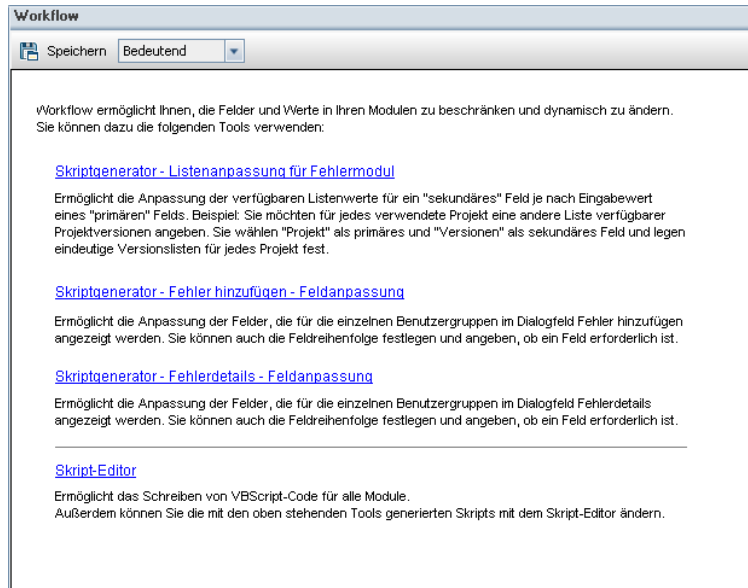 Workflow
Speichern Bedeutend
Workflow ermöglicht Ihnen, die Felder und Werte in Ihren Modulen zu beschränken und dynamisch zu ändern.
Sie können dazu die folgenden Tools verwenden:
Skriptgenerator - Listenanpassung für Fehlermodul
Ermöglicht die Anpassung der verfügbaren Listenwerte für ein "sekundäres" Feld je nach Eingabewert
eines "primären" Felds. Beispiel: Sie möchten für jedes verwendete Projekt eine andere Liste verfügbarer
Projektversionen angeben. Sie wählen "Projekt" als primäres und "Versionen" als sekundäres Feld und legen
eindeutige Versionslisten für jedes Projekt fest.
Skriptgenerator - Fehler hinzufügen - Feldanpassung
Ermöglicht die Anpassung der Felder, die für die einzelnen Benutzergruppen im Dialogfeld Fehler hinzufügen
angezeigt werden. Sie können auch die Feldreihenfolge festlegen und angeben, ob ein Feld erforderlich ist.
Skriptgenerator - Fehlerdetails - Feldanpassung
Ermöglicht die Anpassung der Felder, die für die einzelnen Benutzergruppen im Dialogfeld Fehlerdetails
angezeigt werden. Sie können auch die Feldreihenfolge festlegen und angeben, ob ein Feld erforderlich ist.
Skript-Editor
Ermöglicht das Schreiben von VBScript-Code für alle Module.
Außerdem können Sie die mit den oben stehenden Tools generierten Skripts mit dem Skript-Editor ändern.